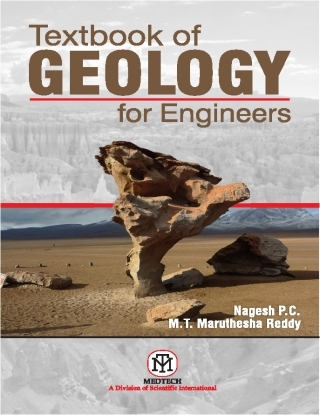 Textbook of
GEOLOGY
for Engineers
Nagesh P.C.
M.T. Maruthesha Reddy
MEDTECH
A Division of Scientific International